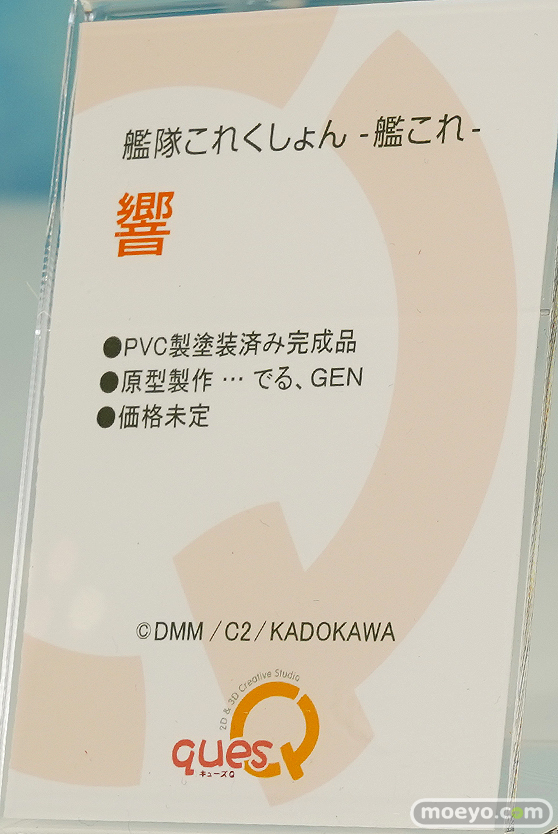 艦隊これくしょん -艦これ-
響
●PVC製塗装済み完成品
●原型製作 … でる、GEN
●価格未定
©DMM / C2 / KADOKAWA
2D & 3D Creative Studio
quesQ
キューズQ
moeyo.com